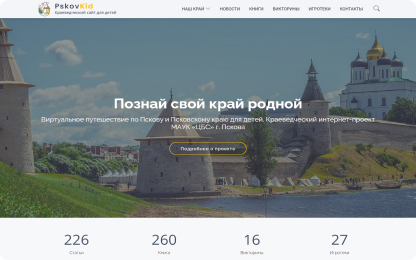 PskovKid
Краеведческий сайт для детей
НАШ КРАЙ
НОВОСТИ
КНИГИ
ВИКТОРИНЫ
ИГРОТЕКИ
КОНТАКТЫ
Познай свой край родной
Виртуальное путешествие по Пскову и Псковскому краю для детей. Краеведческий интернет-проект
МАУК «ЦБС» г. Пскова
Подробнее о проекте
226
260
16
27
Статьи
Книги
Викторины
Игротеки